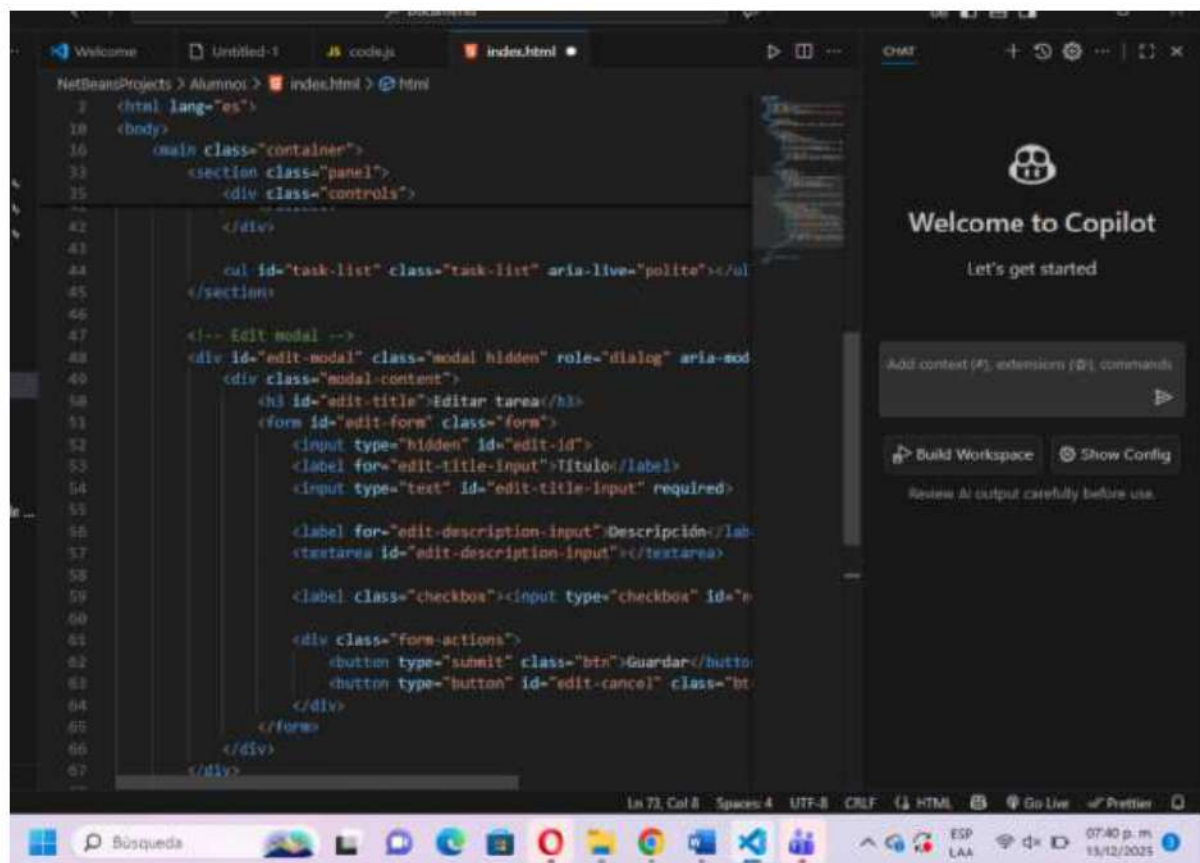 Documents
Welcome Untitled-1 JS code.js index.html ● ...
NetBeansProjects > Alumnos > index.html > html
2 <html lang="es">
10 <body>
16 <main class="container">
33 <section class="panel">
35 <div class="controls">
42 </div>
43
44 <ul id="task-list" class="task-list" aria-live="polite"></ul
45 </section>
46
47 <!-- Edit modal -->
48 <div id="edit-modal" class="modal hidden" role="dialog" aria-mod
49 <div class="modal-content">
50 <h3 id="edit-title">Editar tarea</h3>
51 <form id="edit-form" class="form">
52 <input type="hidden" id="edit-id">
53 <label for="edit-title-input">Título</label>
54 <input type="text" id="edit-title-input" required>
55
56 <label for="edit-description-input">Descripción</lab
57 <textarea id="edit-description-input"></textarea>
58
59 <label class="checkbox"><input type="checkbox" id="
60
61 <div class="form-actions">
62 <button type="submit" class="btn">Guardar</butto
63 <button type="button" id="edit-cancel" class="bt
64 </div>
65 </form>
66 </div>
67 </div>
CHAT
Welcome to Copilot
Let's get started
Add context (#), extensions (@), commands
Build Workspace Show Config
Review AI output carefully before use.
Ln 73, Col 8 Spaces: 4 UTF-8 CRLF HTML Go Live Prettier
Búsqueda
ESP
LAA
07:40 p. m.
13/12/2025